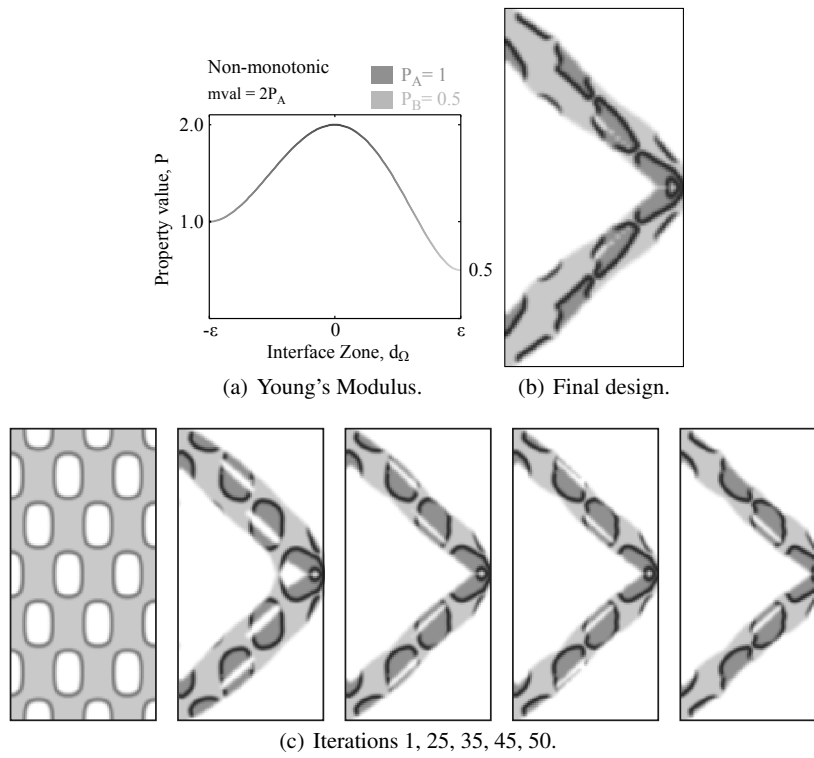 Non-monotonic
mval = 2P_A
P_A= 1
P_B= 0.5
Property value, P
2.0
1.0
0.5
-ε
0
ε
Interface Zone, d_Ω
(a) Young's Modulus.
(b) Final design.
(c) Iterations 1, 25, 35, 45, 50.